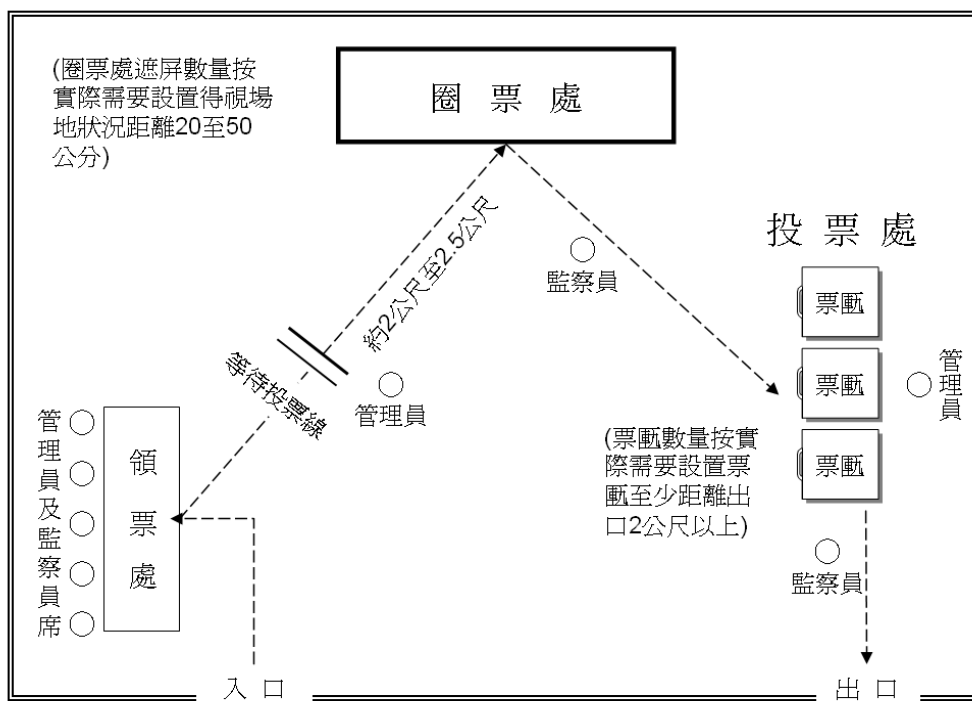 (圈票處遮屏數量按
實際需要設置得視場
地狀況距離20至50
公分)
圈票處
約2公尺至2.5公尺
等待投票線
監察員
投票處
票匭
票匭
票匭
管理員
管理員
(票匭數量按實
際需要設置票
匭至少距離出
口2公尺以上)
管理員及監察員席
領票處
監察員
入口
出口